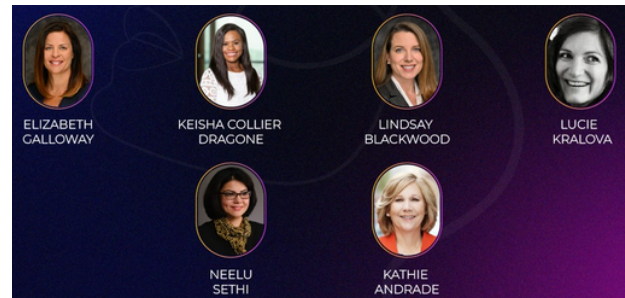 ELIZABETH
GALLOWAY
KEISHA COLLIER
DRAGONE
LINDSAY
BLACKWOOD
LUCIE
KRALOVA
NEELU
SETHI
KATHIE
ANDRADE